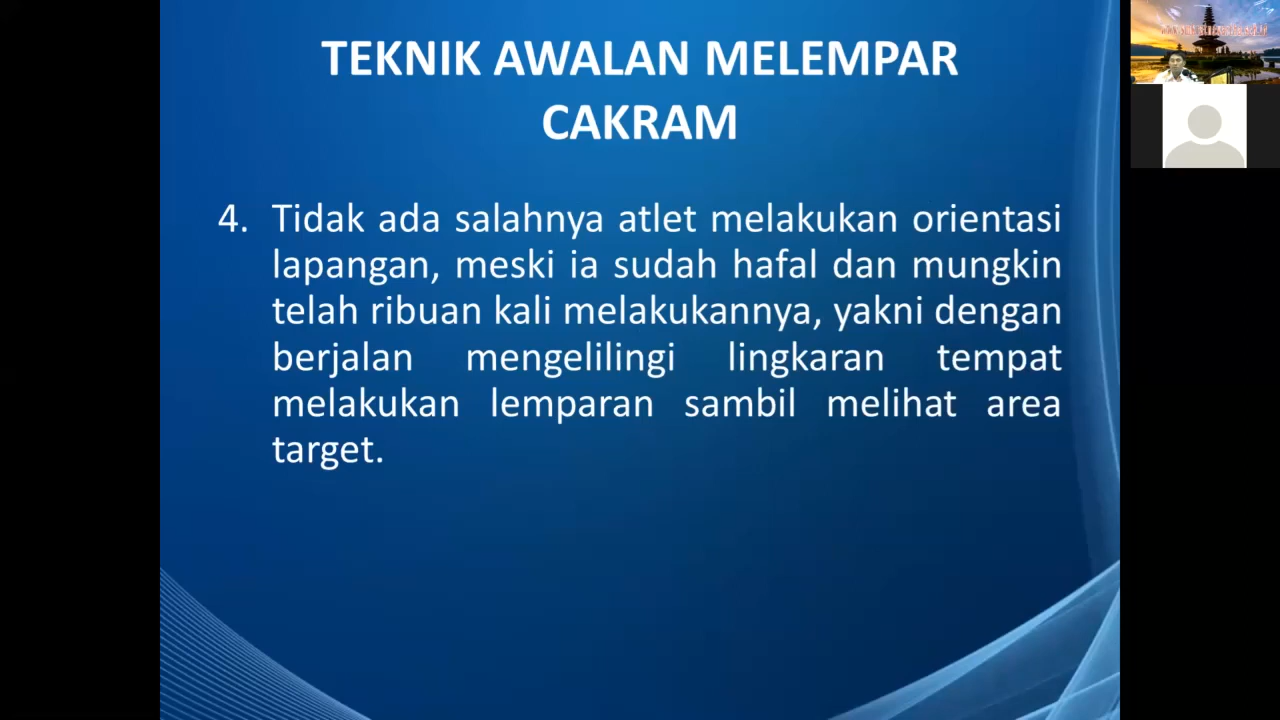 TEKNIK AWALAN MELEMPAR
CAKRAM
4. Tidak ada salahnya atlet melakukan orientasi
lapangan, meski ia sudah hafal dan mungkin
telah ribuan kali melakukannya, yakni dengan
berjalan mengelilingi lingkaran tempat
melakukan lemparan sambil melihat area
target.